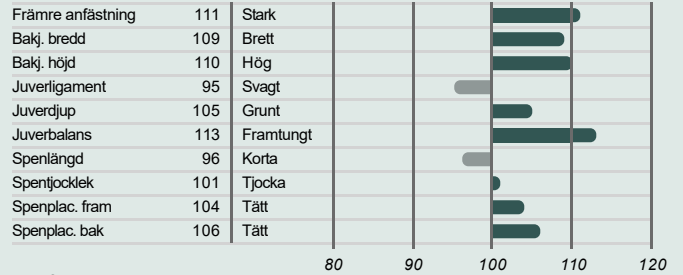 Främre anfästning 111 Stark
Bakj. bredd 109 Brett
Bakj. höjd 110 Hög
Juverligament 95 Svagt
Juverdjup 105 Grunt
Juverbalans 113 Framtungt
Spenlängd 96 Korta
Spentjocklek 101 Tjocka
Spenplac. fram 104 Tätt
Spenplac. bak 106 Tätt
80 90 100 110 120